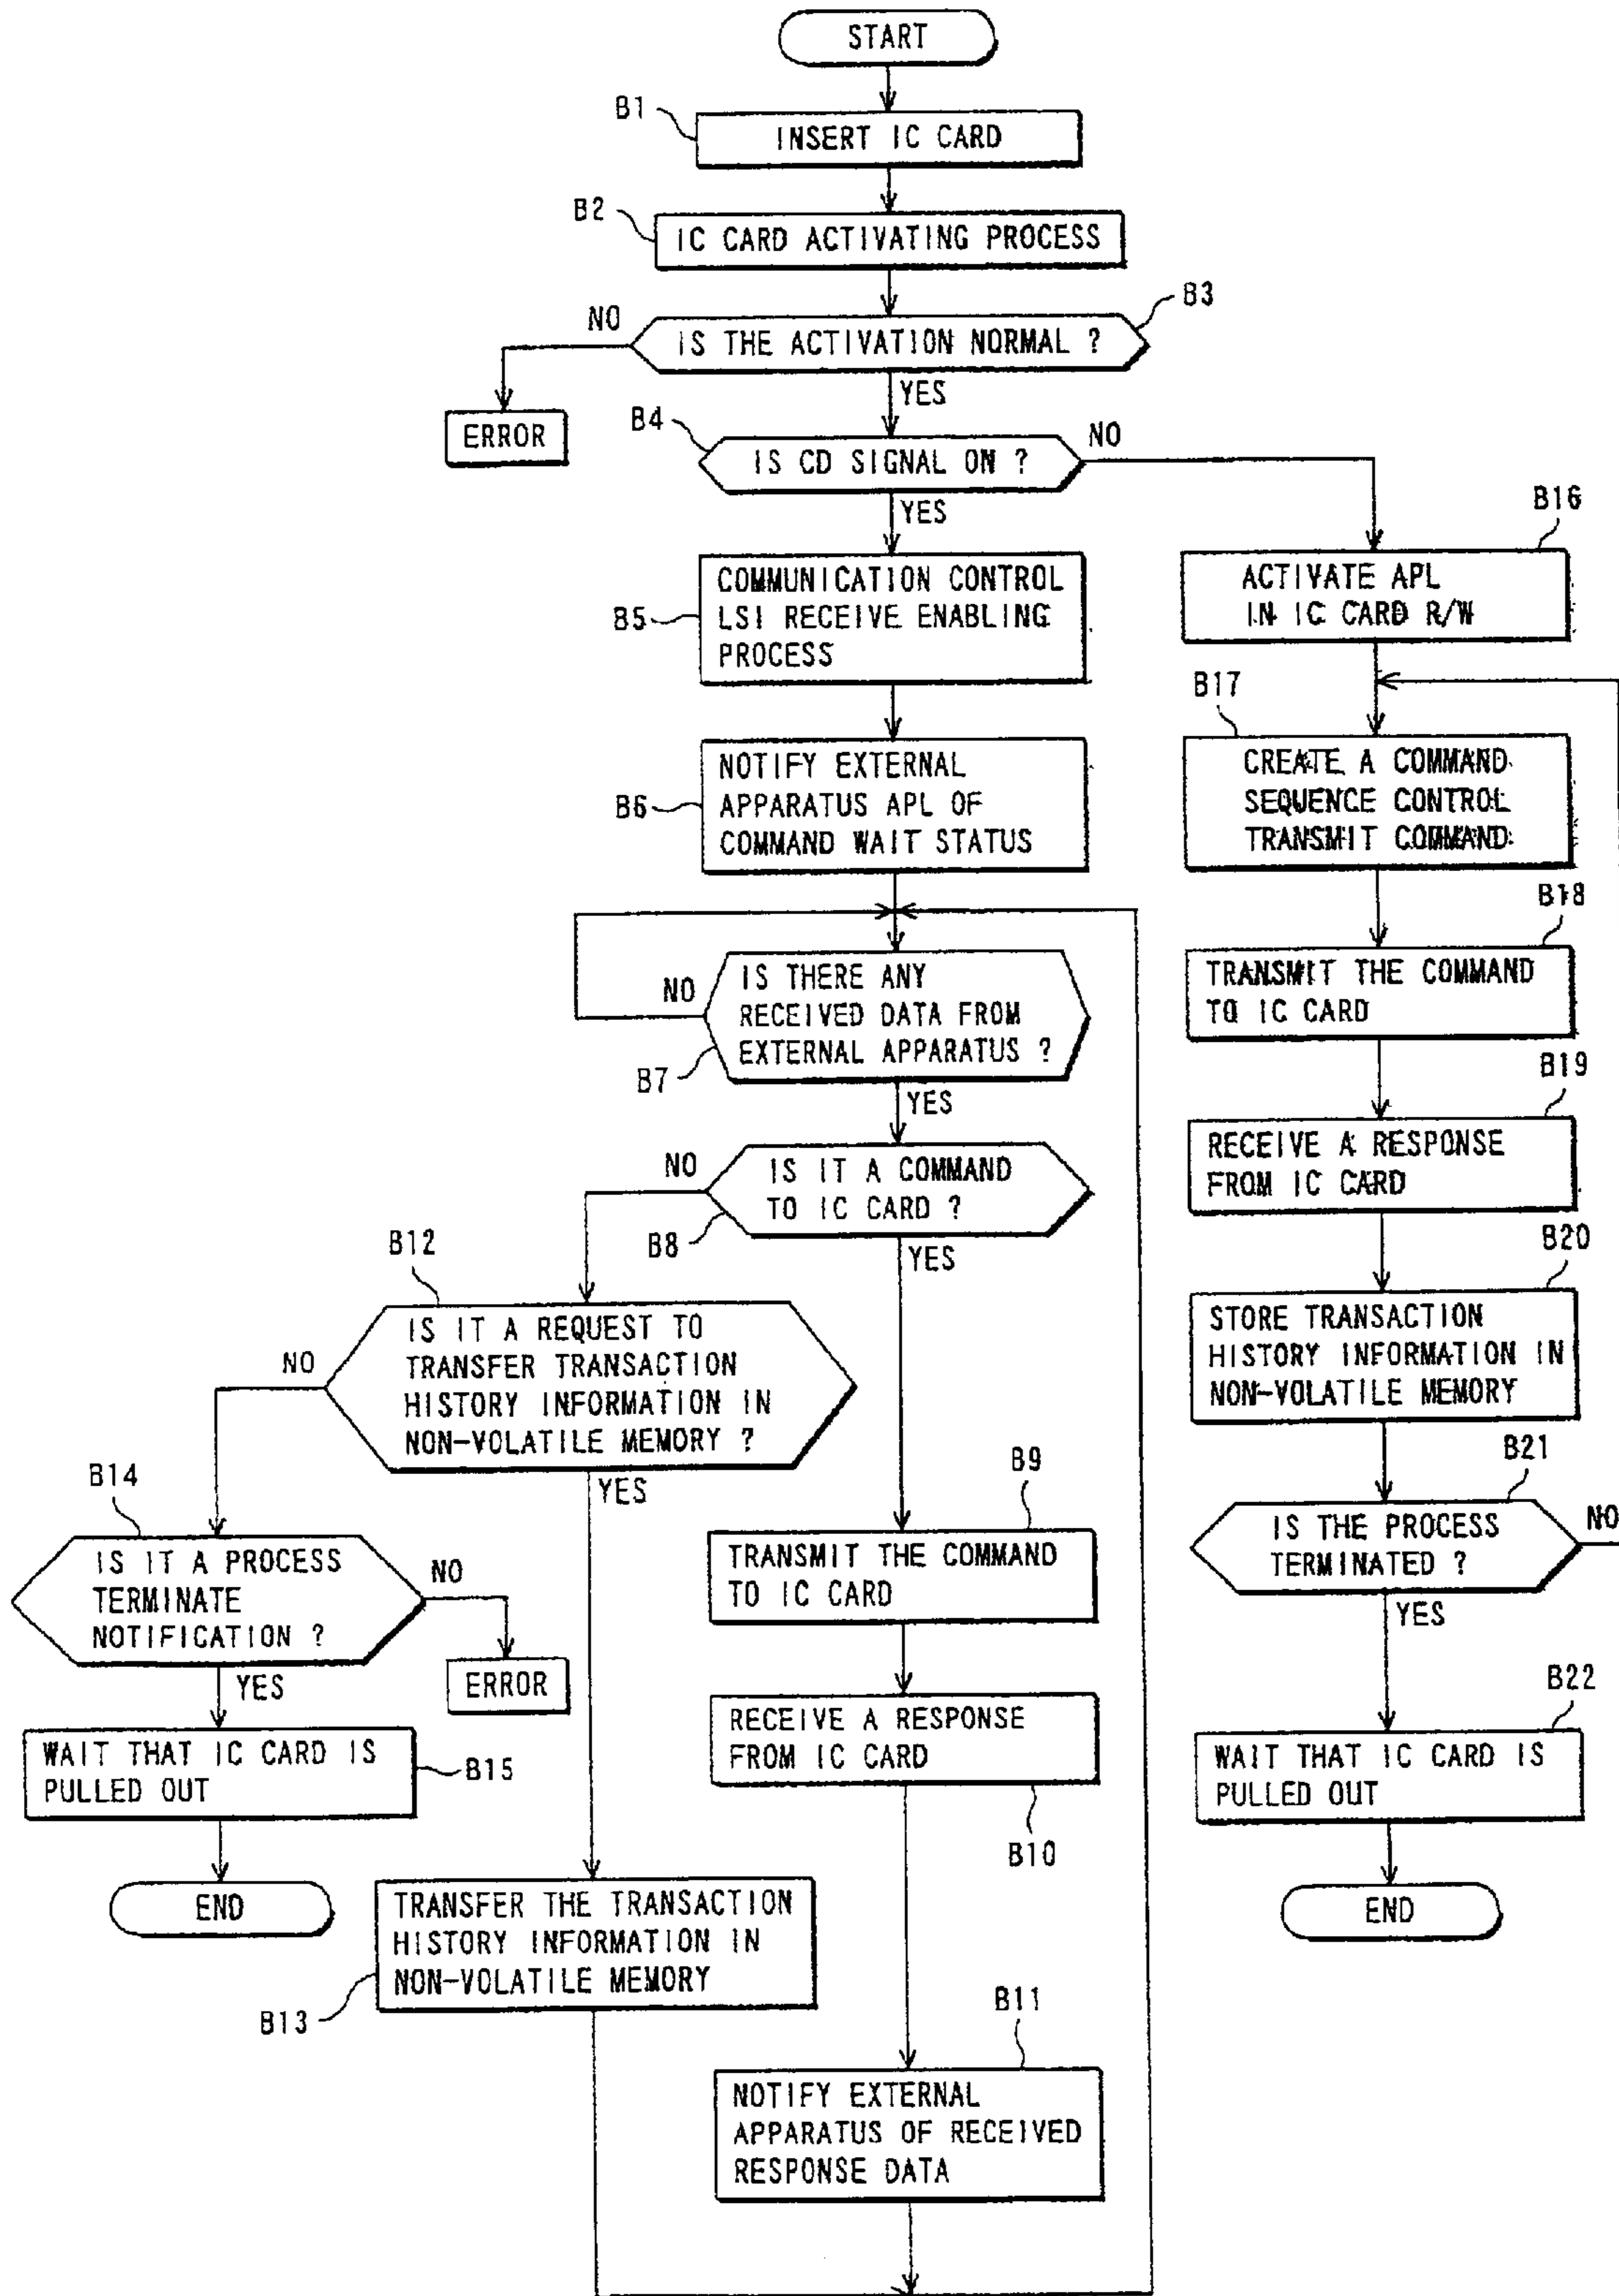 START
B1
INSERT IC CARD
B2
IC CARD ACTIVATING PROCESS
B3
NO
IS THE ACTIVATION NORMAL ?
YES
ERROR
B4
NO
IS CD SIGNAL ON ?
YES
B16
ACTIVATE APL
IN IC CARD R/W
COMMUNICATION CONTROL
LSI RECEIVE ENABLING
PROCESS
B5
B17
CREATE A COMMAND
SEQUENCE CONTROL
TRANSMIT COMMAND
NOTIFY EXTERNAL
APPARATUS APL OF
COMMAND WAIT STATUS
B6
B18
TRANSMIT THE COMMAND
TO IC CARD
NO
IS THERE ANY
RECEIVED DATA FROM
EXTERNAL APPARATUS ?
B7
YES
B19
RECEIVE A RESPONSE
FROM IC CARD
NO
IS IT A COMMAND
TO IC CARD ?
B8
YES
B20
STORE TRANSACTION
HISTORY INFORMATION IN
NON-VOLATILE MEMORY
B12
IS IT A REQUEST TO
TRANSFER TRANSACTION
HISTORY INFORMATION IN
NON-VOLATILE MEMORY ?
NO
YES
B21
IS THE PROCESS
TERMINATED ?
NO
YES
B14
IS IT A PROCESS
TERMINATE
NOTIFICATION ?
NO
YES
ERROR
B9
TRANSMIT THE COMMAND
TO IC CARD
B22
WAIT THAT IC CARD IS
PULLED OUT
WAIT THAT IC CARD IS
PULLED OUT
B15
RECEIVE A RESPONSE
FROM IC CARD
B10
END
END
TRANSFER THE TRANSACTION
HISTORY INFORMATION IN
NON-VOLATILE MEMORY
B13
B11
NOTIFY EXTERNAL
APPARATUS OF RECEIVED
RESPONSE DATA